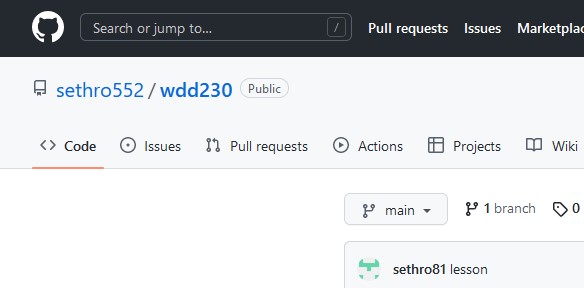 Search or jump to... / Pull requests Issues Marketplac
sethro552 / wdd230 Public
Code Issues Pull requests Actions Projects Wiki
main 1 branch 0
sethro81 lesson